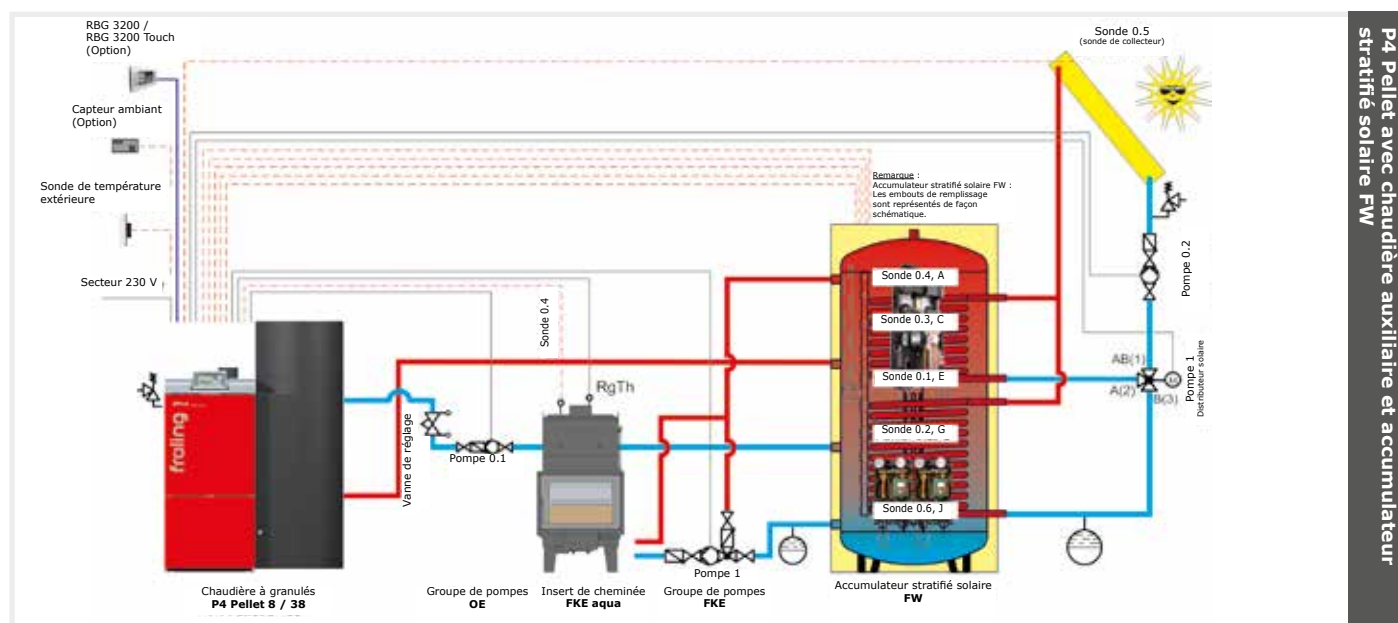 RBG 3200 /
RBG 3200 Touch
(Option)
Capteur ambiant
(Option)
Sonde de température
extérieure
Secteur 230 V
Sonde 0.5
(sonde de collecteur)
Remarque :
Accumulateur stratifié solaire FW :
Les embouts de remplissage
sont représentés de façon
schématique.
Sonde 0.4, A
Sonde 0.3, C
Sonde 0.1, E
Sonde 0.2, G
Sonde 0.6, J
Pompe 0.2
AB(1)
A(2)
B(3)
M
Pompe 1
Distributeur solaire
Sonde 0.4
RgTh
froling
Vanne de réglage
Pompe 0.1
Pompe 1
Chaudière à granulés
P4 Pellet 8 / 38
Groupe de pompes
OE
Insert de cheminée
FKE aqua
Groupe de pompes
FKE
Accumulateur stratifié solaire
FW
P4 Pellet avec chaudière auxiliaire et accumulateur
stratifié solaire FW